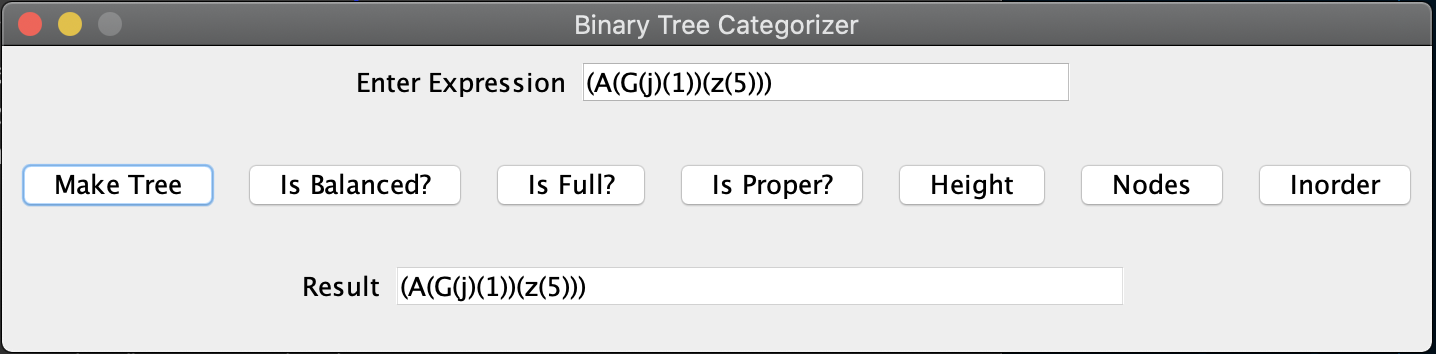 Binary Tree Categorizer
Enter Expression (A(G(j)(1))(z(5)))
Make Tree Is Balanced? Is Full? Is Proper? Height Nodes Inorder
Result (A(G(j)(1))(z(5)))